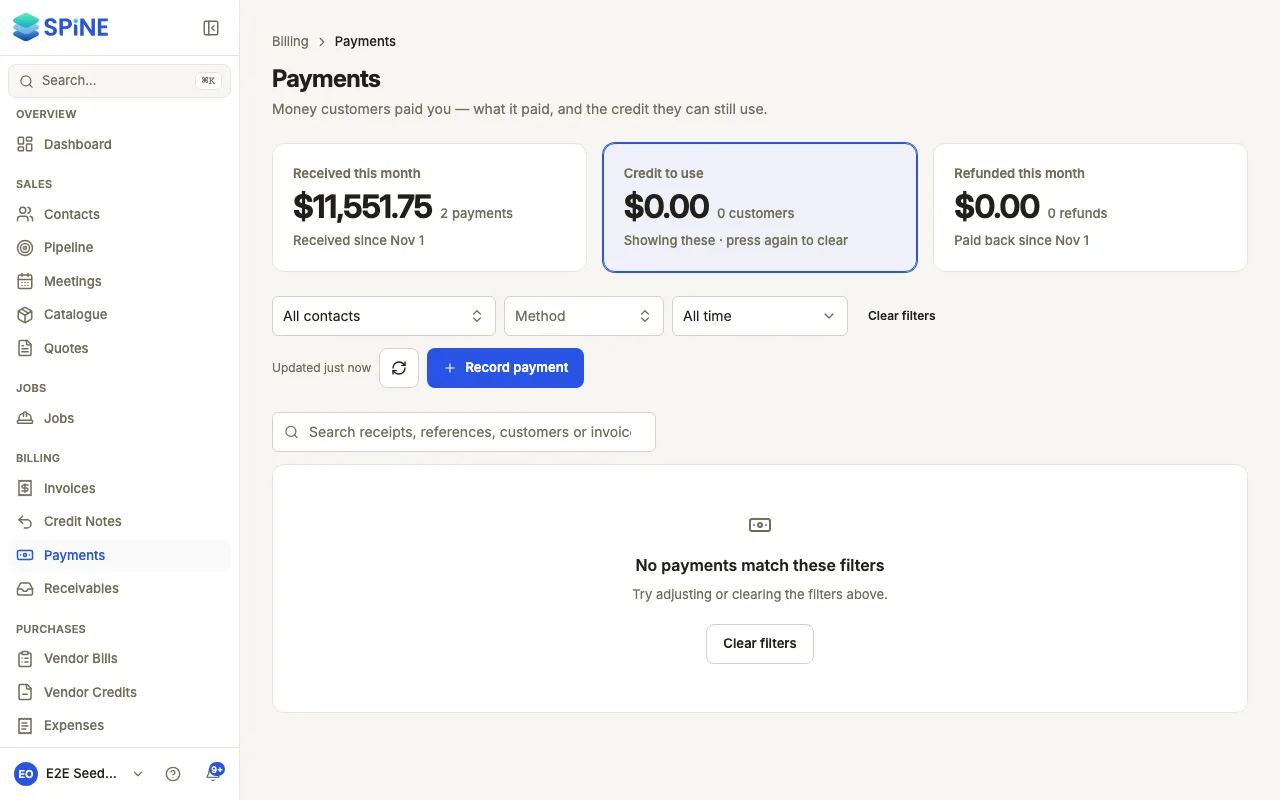 SPiNE
Search...
⌘K
OVERVIEW
Dashboard
SALES
Contacts
Pipeline
Meetings
Catalogue
Quotes
JOBS
Jobs
BILLING
Invoices
Credit Notes
Payments
Receivables
PURCHASES
Vendor Bills
Vendor Credits
Expenses
EO E2E Seed...
9+
Billing > Payments
Payments
Money customers paid you — what it paid, and the credit they can still use.
Received this month
$11,551.75 2 payments
Received since Nov 1
Credit to use
$0.00 0 customers
Showing these · press again to clear
Refunded this month
$0.00 0 refunds
Paid back since Nov 1
All contacts
Method
All time
Clear filters
Updated just now
+ Record payment
Search receipts, references, customers or invoic
No payments match these filters
Try adjusting or clearing the filters above.
Clear filters